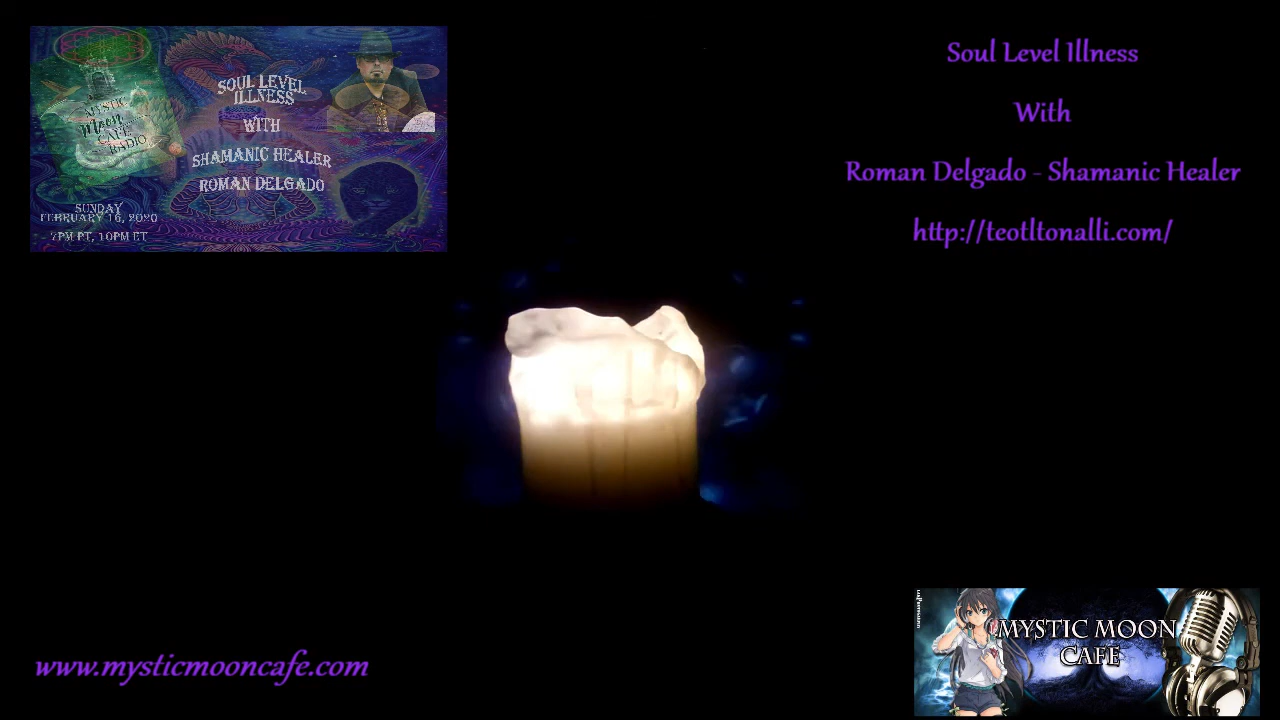 MYSTIC
Moon
CAFE
RADIO
SOUL LEVEL
ILLNESS
WITH
SHAMANIC HEALER
ROMAN DELGADO
SUNDAY
FEBRUARY 16, 2020
7PM PT, 10PM ET
Soul Level Illness
With
Roman Delgado - Shamanic Healer
http://teotltonalli.com/
www.mysticmooncafe.com
MYSTIC MOON
CAFE